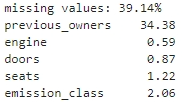 missing values: 39.14%
previous_owners    34.38
engine              0.59
doors               0.87
seats               1.22
emission_class      2.06